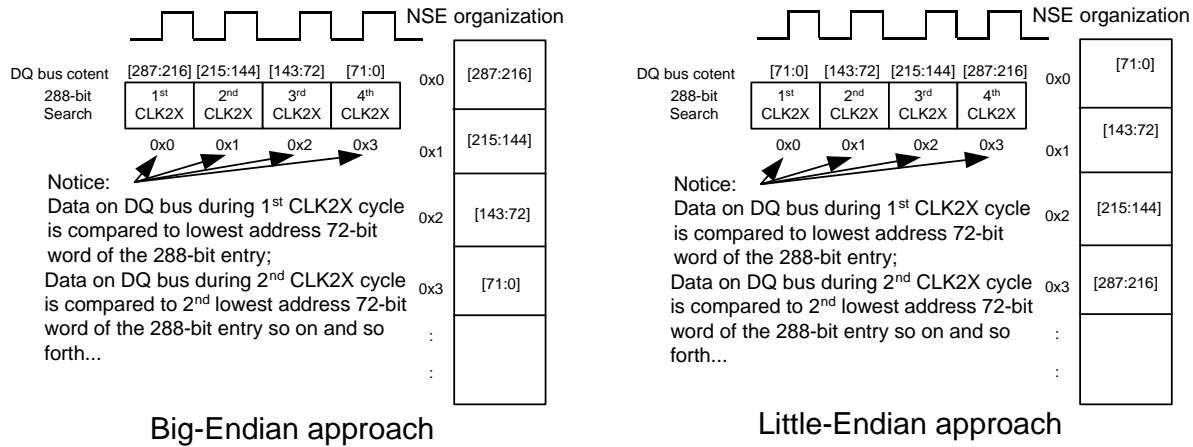 NSE organization
DQ bus cotent [287:216] [215:144] [143:72] [71:0]
288-bit Search
1st CLK2X
2nd CLK2X
3rd CLK2X
4th CLK2X
0x0 0x1 0x2 0x3
Notice:
Data on DQ bus during 1st CLK2X cycle
is compared to lowest address 72-bit
word of the 288-bit entry;
Data on DQ bus during 2nd CLK2X cycle
is compared to 2nd lowest address 72-bit
word of the 288-bit entry so on and so
forth...
0x0 [287:216]
0x1 [215:144]
0x2 [143:72]
0x3 [71:0]
:
:
Big-Endian approach
NSE organization
DQ bus cotent [71:0] [143:72] [215:144] [287:216]
288-bit Search
1st CLK2X
2nd CLK2X
3rd CLK2X
4th CLK2X
0x0 0x1 0x2 0x3
Notice:
Data on DQ bus during 1st CLK2X cycle
is compared to lowest address 72-bit
word of the 288-bit entry;
Data on DQ bus during 2nd CLK2X cycle
is compared to 2nd lowest address 72-bit
word of the 288-bit entry so on and so
forth...
0x0 [71:0]
0x1 [143:72]
0x2 [215:144]
0x3 [287:216]
:
:
Little-Endian approach